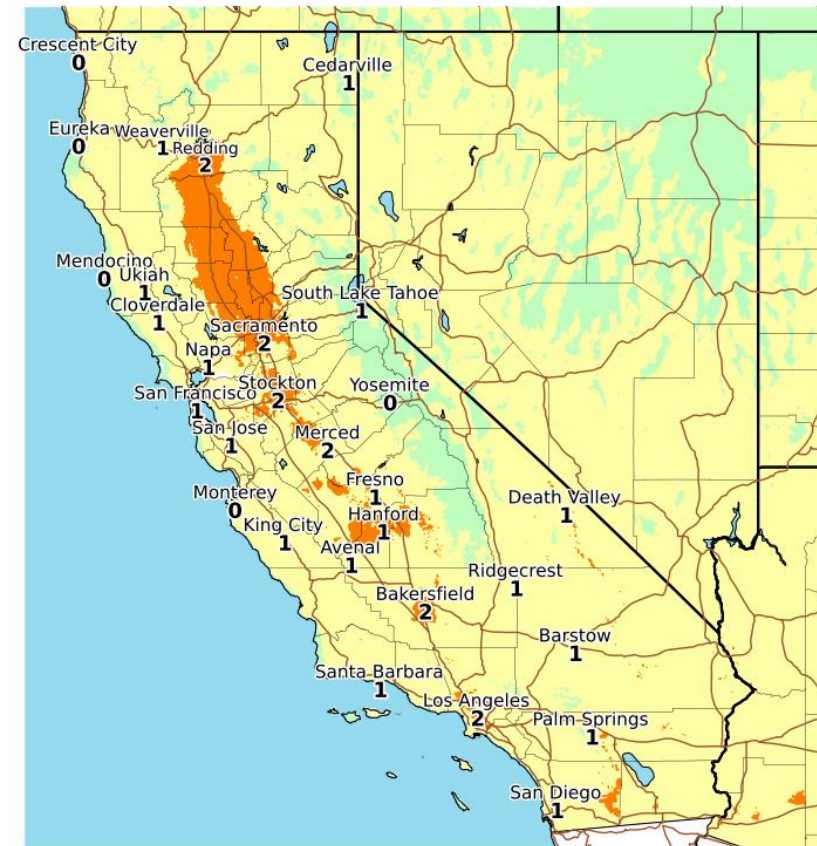 Crescent City
0
Cedarville
1
Eureka
0
Weaverville
1
Redding
2
Mendocino
0
Ukiah
1
Cloverdale
1
South Lake Tahoe
1
Sacramento
2
Napa
1
San Francisco
1
Stockton
2
Yosemite
0
San Jose
1
Merced
2
Monterey
0
Fresno
1
Death Valley
1
King City
1
Hanford
1
Avenal
1
Ridgecrest
1
Bakersfield
2
Barstow
1
Santa Barbara
1
Los Angeles
2
Palm Springs
1
San Diego
1